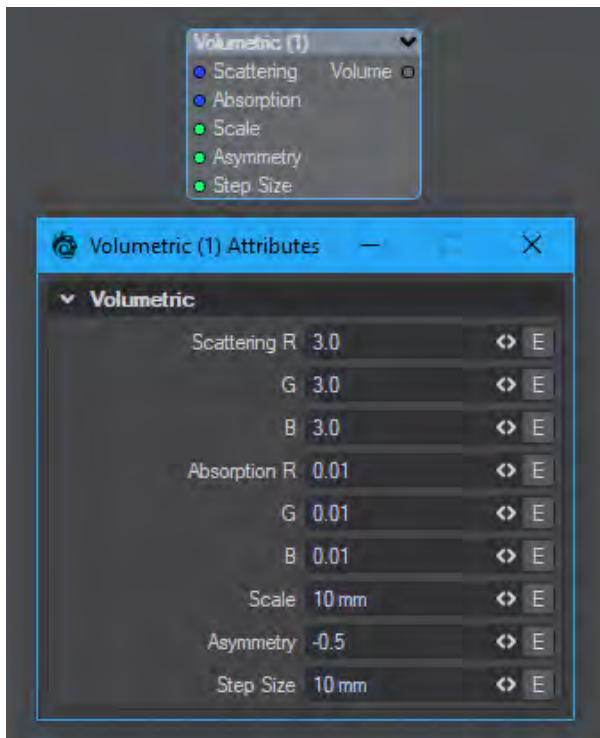 Volumetric (1)
Scattering Volume
Absorption
Scale
Asymmetry
Step Size
Volumetric (1) Attributes
Volumetric
Scattering R 3.0 E
G 3.0 E
B 3.0 E
Absorption R 0.01 E
G 0.01 E
B 0.01 E
Scale 10 mm E
Asymmetry -0.5 E
Step Size 10 mm E